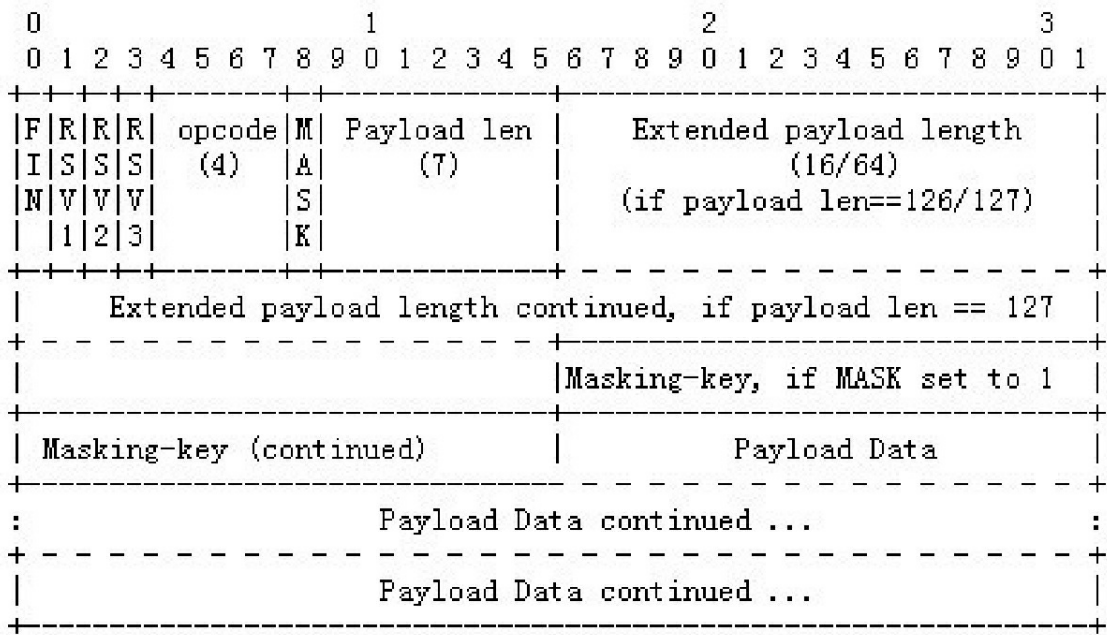 0                   1                   2                   3
0 1 2 3 4 5 6 7 8 9 0 1 2 3 4 5 6 7 8 9 0 1 2 3 4 5 6 7 8 9 0 1
+-+-+-+-+-------+-+-------------+-------------------------------+
|F|R|R|R| opcode|M| Payload len |    Extended payload length    |
|I|S|S|S|  (4)  |A|     (7)     |             (16/64)           |
|N|V|V|V|       |S|             |   (if payload len==126/127)   |
| |1|2|3|       |K|             |                               |
+-+-+-+-+-------+-+-------------+ - - - - - - - - - - - - - - - +
|     Extended payload length continued, if payload len == 127  |
+ - - - - - - - - - - - - - - - +-------------------------------+
|                               |Masking-key, if MASK set to 1  |
+-------------------------------+-------------------------------+
| Masking-key (continued)       |          Payload Data         |
+-------------------------------- - - - - - - - - - - - - - - - +
:                     Payload Data continued ...                :
+ - - - - - - - - - - - - - - - - - - - - - - - - - - - - - - - +
|                     Payload Data continued ...                |
+---------------------------------------------------------------+